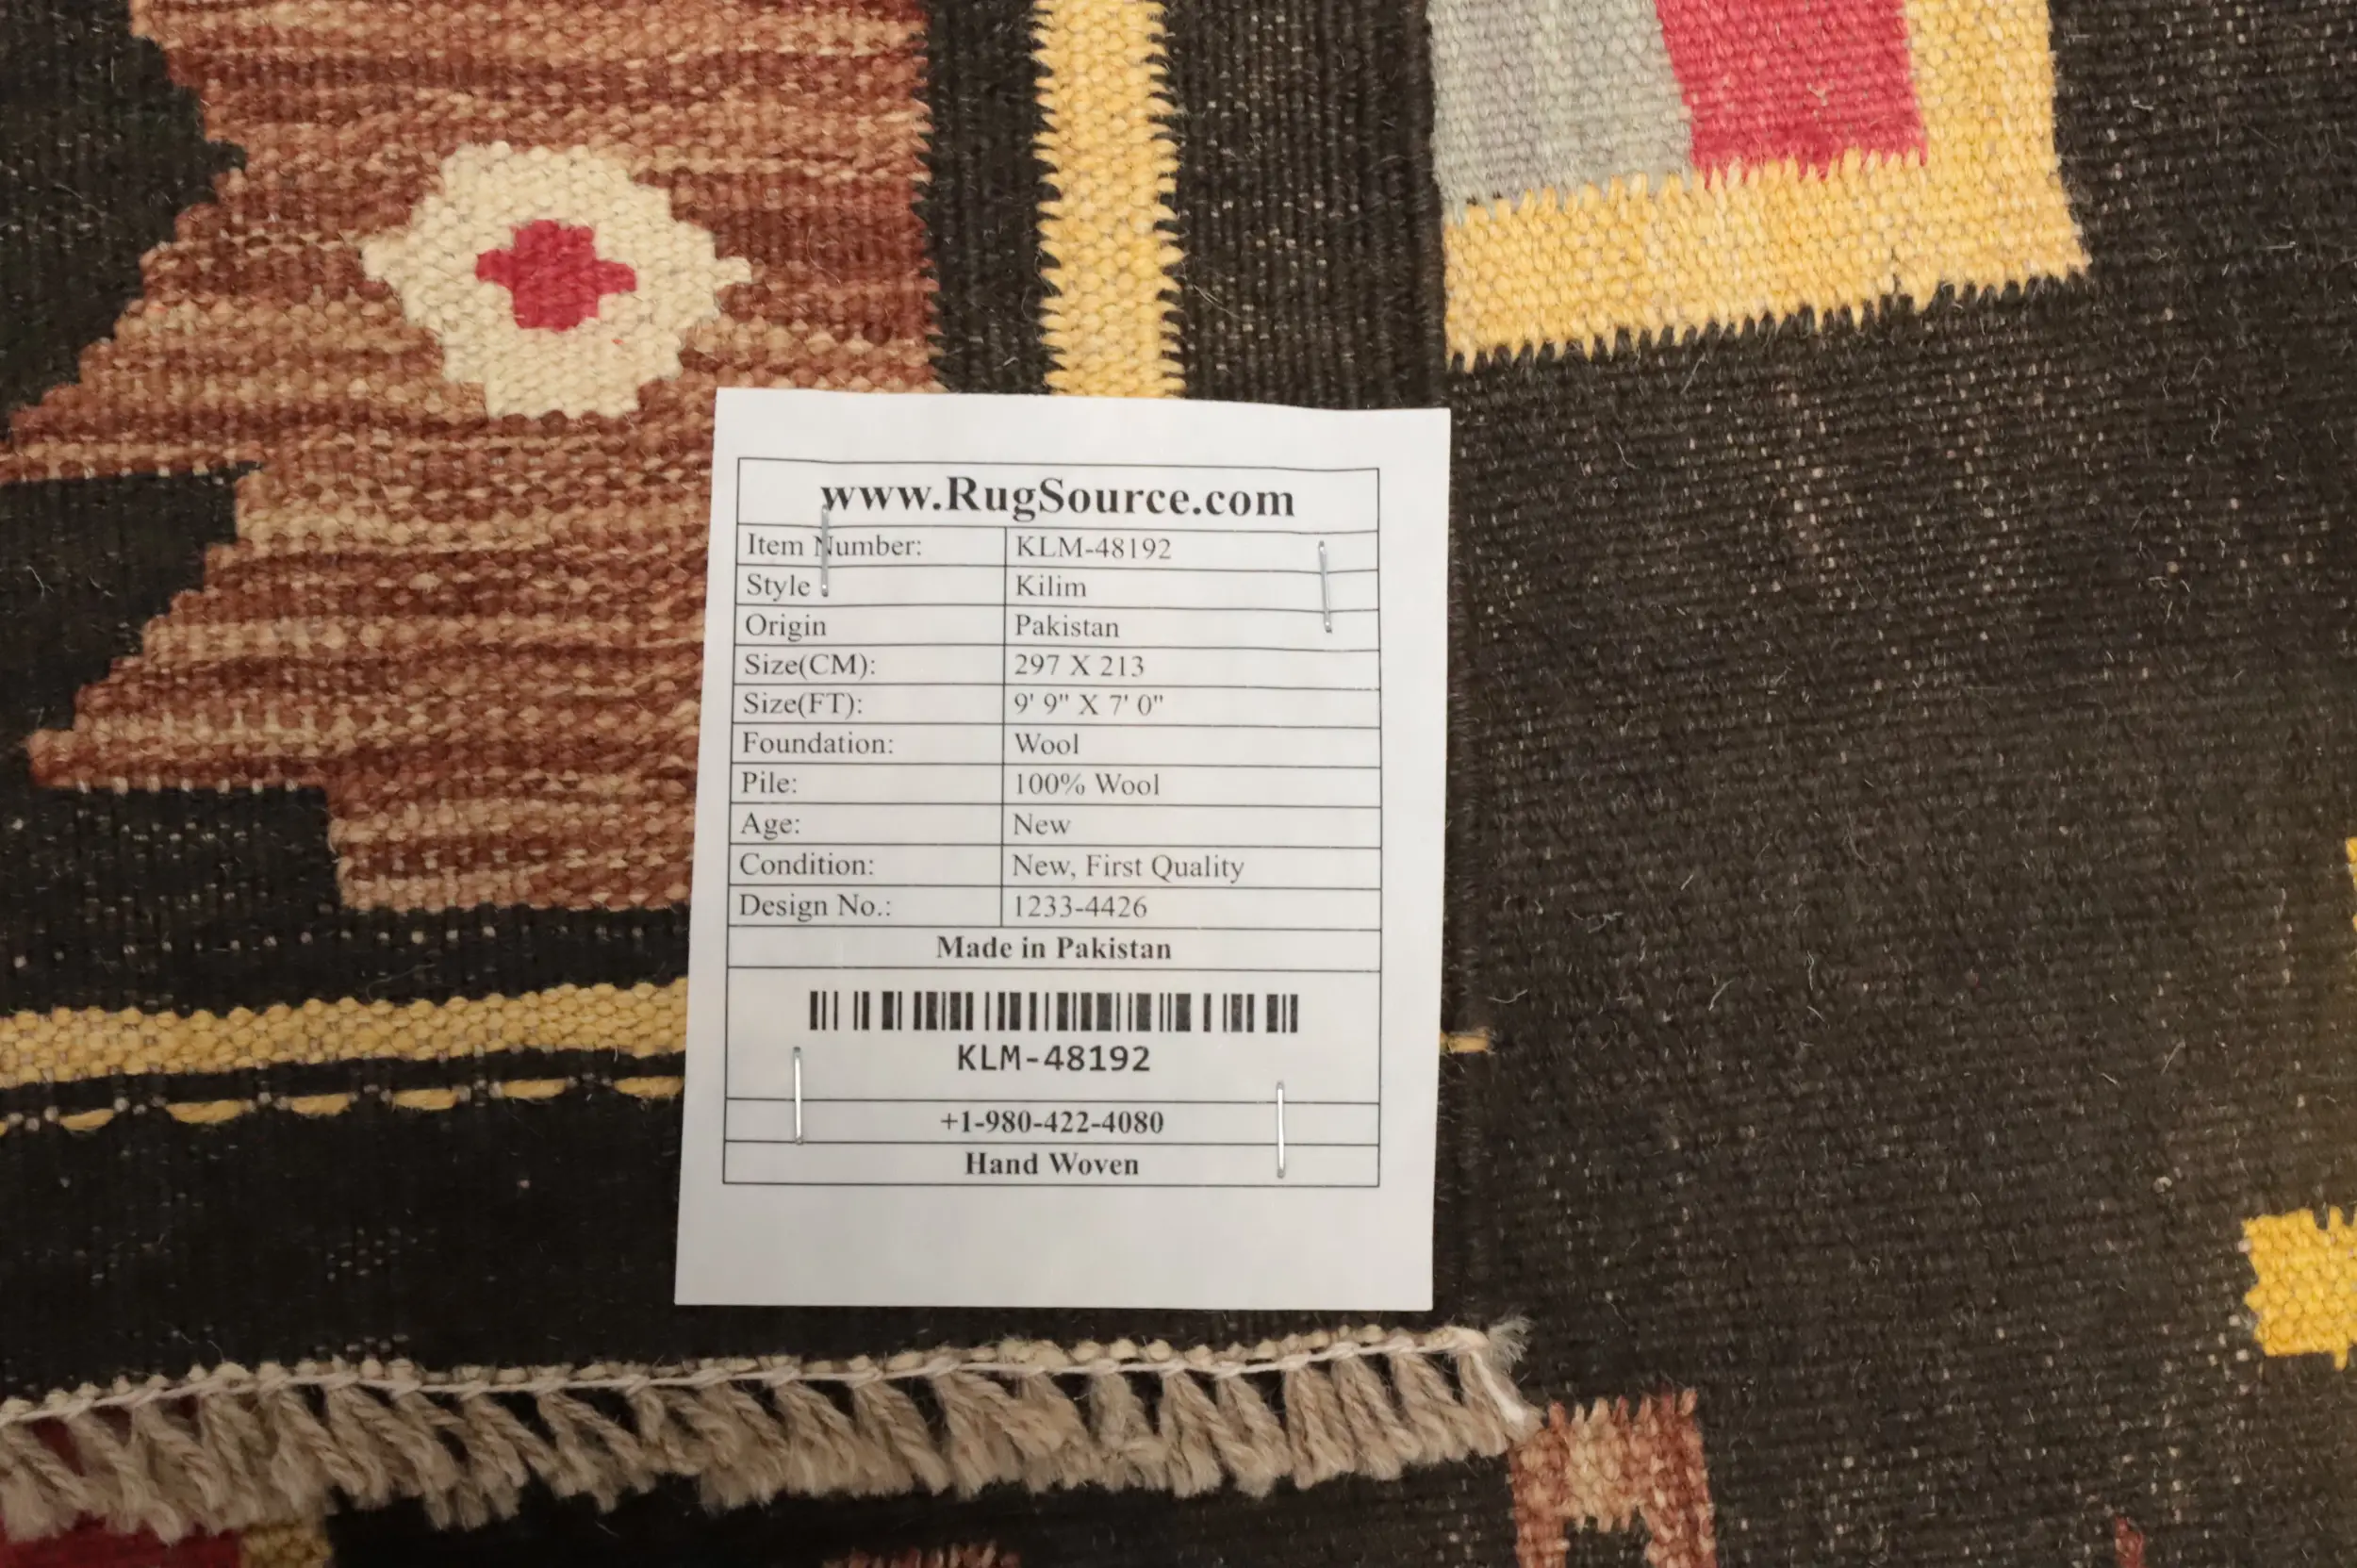 www.RugSource.com
Item Number: KLM-48192
Style Kilim
Origin Pakistan
Size(CM): 297 X 213
Size(FT): 9' 9" X 7' 0"
Foundation: Wool
Pile: 100% Wool
Age: New
Condition: New, First Quality
Design No.: 1233-4426
Made in Pakistan
KLM-48192
+1-980-422-4080
Hand Woven